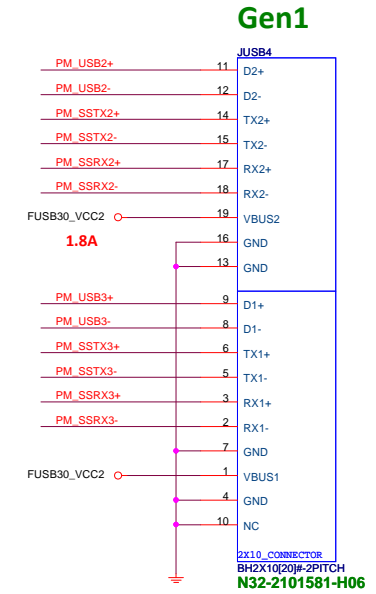 Gen1
JUSB4
PM_USB2+ 11 D2+
PM_USB2- 12 D2-
PM_SSTX2+ 14 TX2+
PM_SSTX2- 15 TX2-
PM_SSRX2+ 17 RX2+
PM_SSRX2- 18 RX2-
FUSB30_VCC2 19 VBUS2
1.8A 16 GND
13 GND
PM_USB3+ 9 D1+
PM_USB3- 8 D1-
PM_SSTX3+ 6 TX1+
PM_SSTX3- 5 TX1-
PM_SSRX3+ 3 RX1+
PM_SSRX3- 2 RX1-
7 GND
FUSB30_VCC2 1 VBUS1
4 GND
10 NC
2X10_CONNECTOR
BH2X10[20]#-2PITCH
N32-2101581-H06